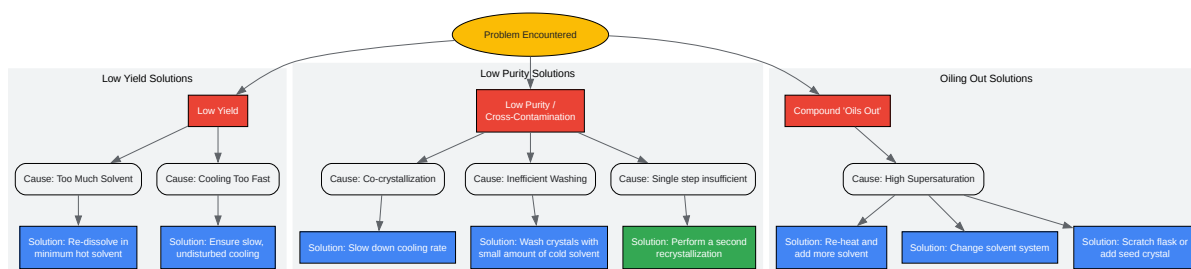 Problem Encountered
Low Yield Solutions
Low Purity Solutions
Oiling Out Solutions
Low Yield
Low Purity /
Cross-Contamination
Compound 'Oils Out'
Cause: Too Much Solvent
Cause: Cooling Too Fast
Cause: Co-crystallization
Cause: Inefficient Washing
Cause: Single step insufficient
Cause: High Supersaturation
Solution: Re-dissolve in
minimum hot solvent
Solution: Ensure slow,
undisturbed cooling
Solution: Slow down cooling rate
Solution: Wash crystals with
small amount of cold solvent
Solution: Perform a second
recrystallization
Solution: Re-heat and
add more solvent
Solution: Change solvent system
Solution: Scratch flask or
add seed crystal